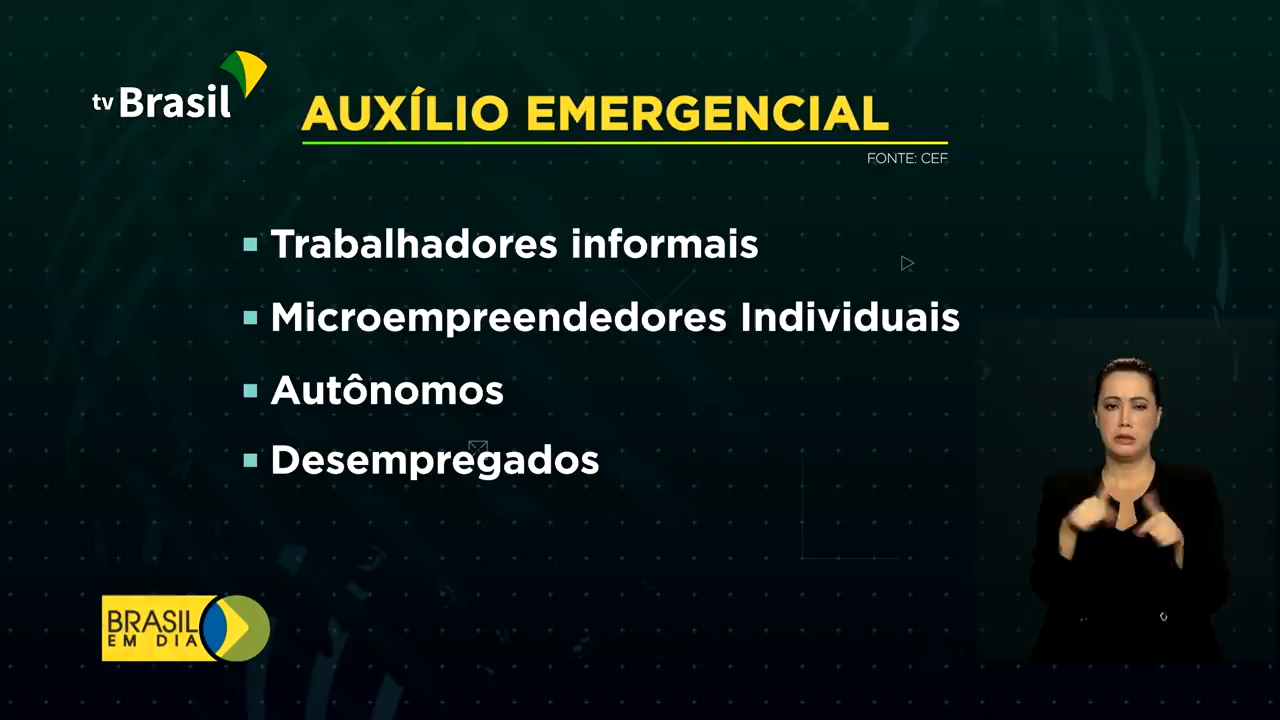 tv Brasil
AUXÍLIO EMERGENCIAL
FONTE: CEF
Trabalhadores informais
Microempreendedores Individuais
Autônomos
Desempregados
BRASIL
EM DIA